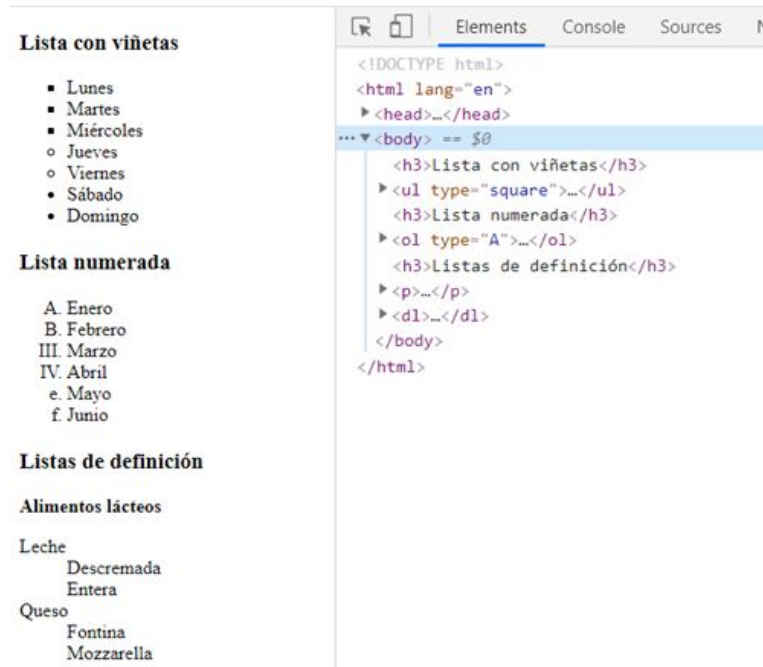 Lista con viñetas
Lunes
Martes
Miércoles
Jueves
Viernes
Sábado
Domingo
Lista numerada
A. Enero
B. Febrero
III. Marzo
IV. Abril
e. Mayo
f. Junio
Listas de definición
Alimentos lácteos
Leche
Descremada
Entera
Queso
Fontina
Mozzarella
Elements Console Sources
<!DOCTYPE html>
<html lang="en">
<head>…</head>
<body> == $0
<h3>Lista con viñetas</h3>
<ul type="square">…</ul>
<h3>Lista numerada</h3>
<ol type="A">…</ol>
<h3>Listas de definición</h3>
<p>…</p>
<dl>…</dl>
</body>
</html>